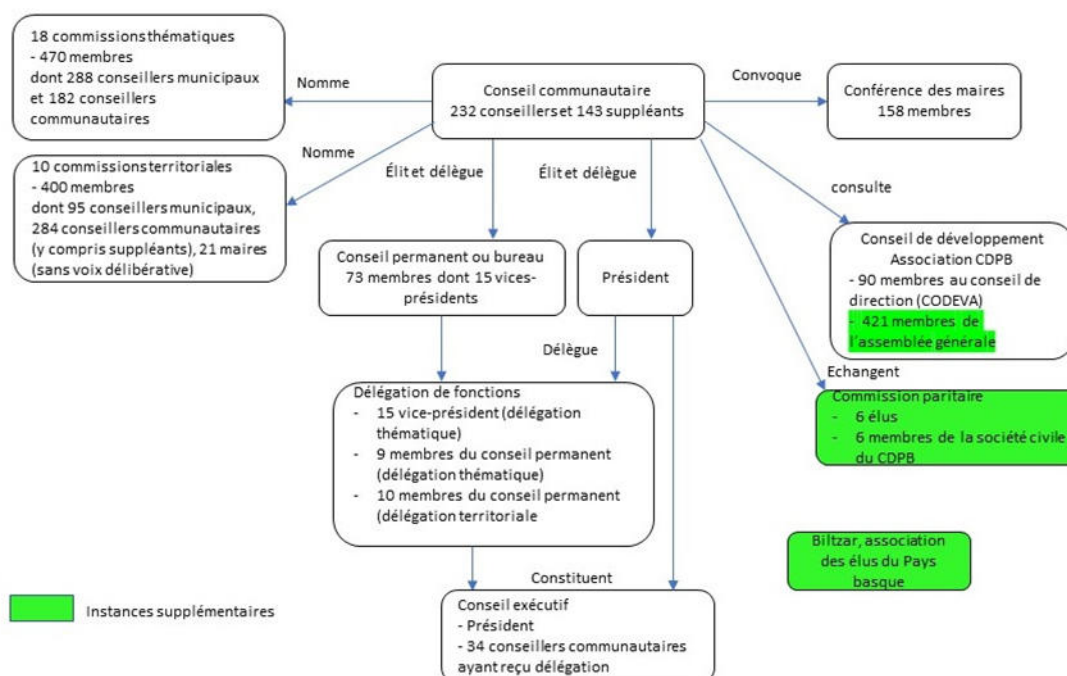 18 commissions thématiques
- 470 membres
dont 288 conseillers municipaux
et 182 conseillers
communautaires
Nomme
Conseil communautaire
232 conseillers et 143 suppléants
Convoque
Conférence des maires
158 membres
Nomme
10 commissions territoriales
- 400 membres
dont 95 conseillers municipaux,
284 conseillers communautaires
(y compris suppléants), 21 maires
(sans voix délibérative)
Élit et délègue
Élit et délègue
consulte
Conseil permanent ou bureau
73 membres dont 15 vices-
présidents
Président
Conseil de développement
Association CDPB
- 90 membres au conseil de
direction (CODEVA)
- 421 membres de
l'assemblée générale
Délègue
Echangent
Commission paritaire
- 6 élus
- 6 membres de la société civile
du CDPB
Délégation de fonctions
- 15 vice-président (délégation
thématique)
- 9 membres du conseil permanent
(délégation thématique)
- 10 membres du conseil permanent
(délégation territoriale
Biltzar, association
des élus du Pays
basque
Constituent
Conseil exécutif
- Président
- 34 conseillers communautaires
ayant reçu délégation
Instances supplémentaires